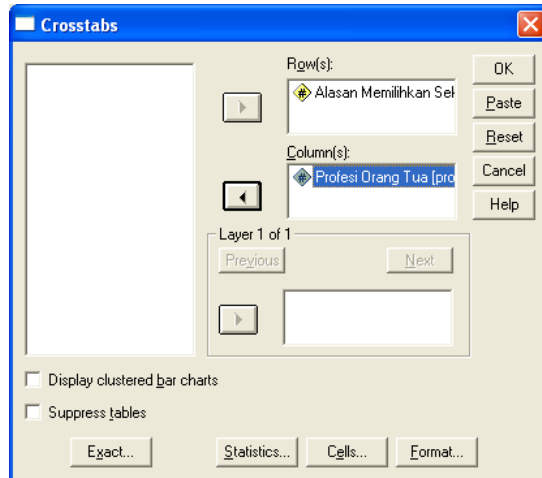 Crosstabs
Row(s):
# Alasan Memilihkan Sel
Column(s):
# Profesi Orang Tua [pro
OK
Paste
Reset
Cancel
Help
Layer 1 of 1
Previous
Next
Display clustered bar charts
Suppress tables
Exact...
Statistics...
Cells...
Format...